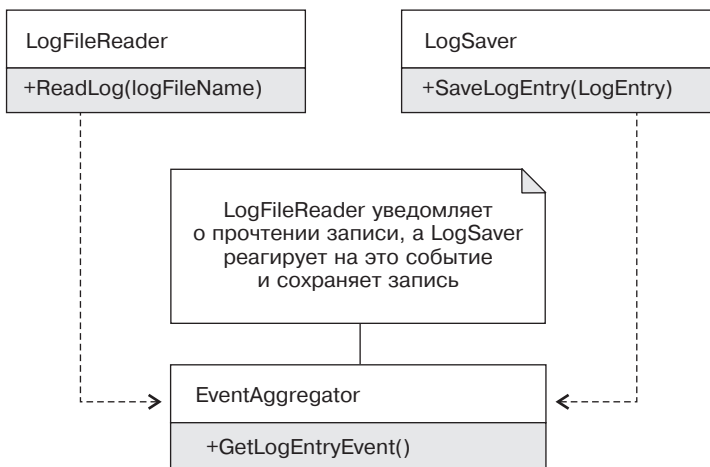 LogFileReader
+ReadLog(logFileName)
LogSaver
+SaveLogEntry(LogEntry)
LogFileReader уведомляет
о прочтении записи, а LogSaver
реагирует на это событие
и сохраняет запись
EventAggregator
+GetLogEntryEvent()